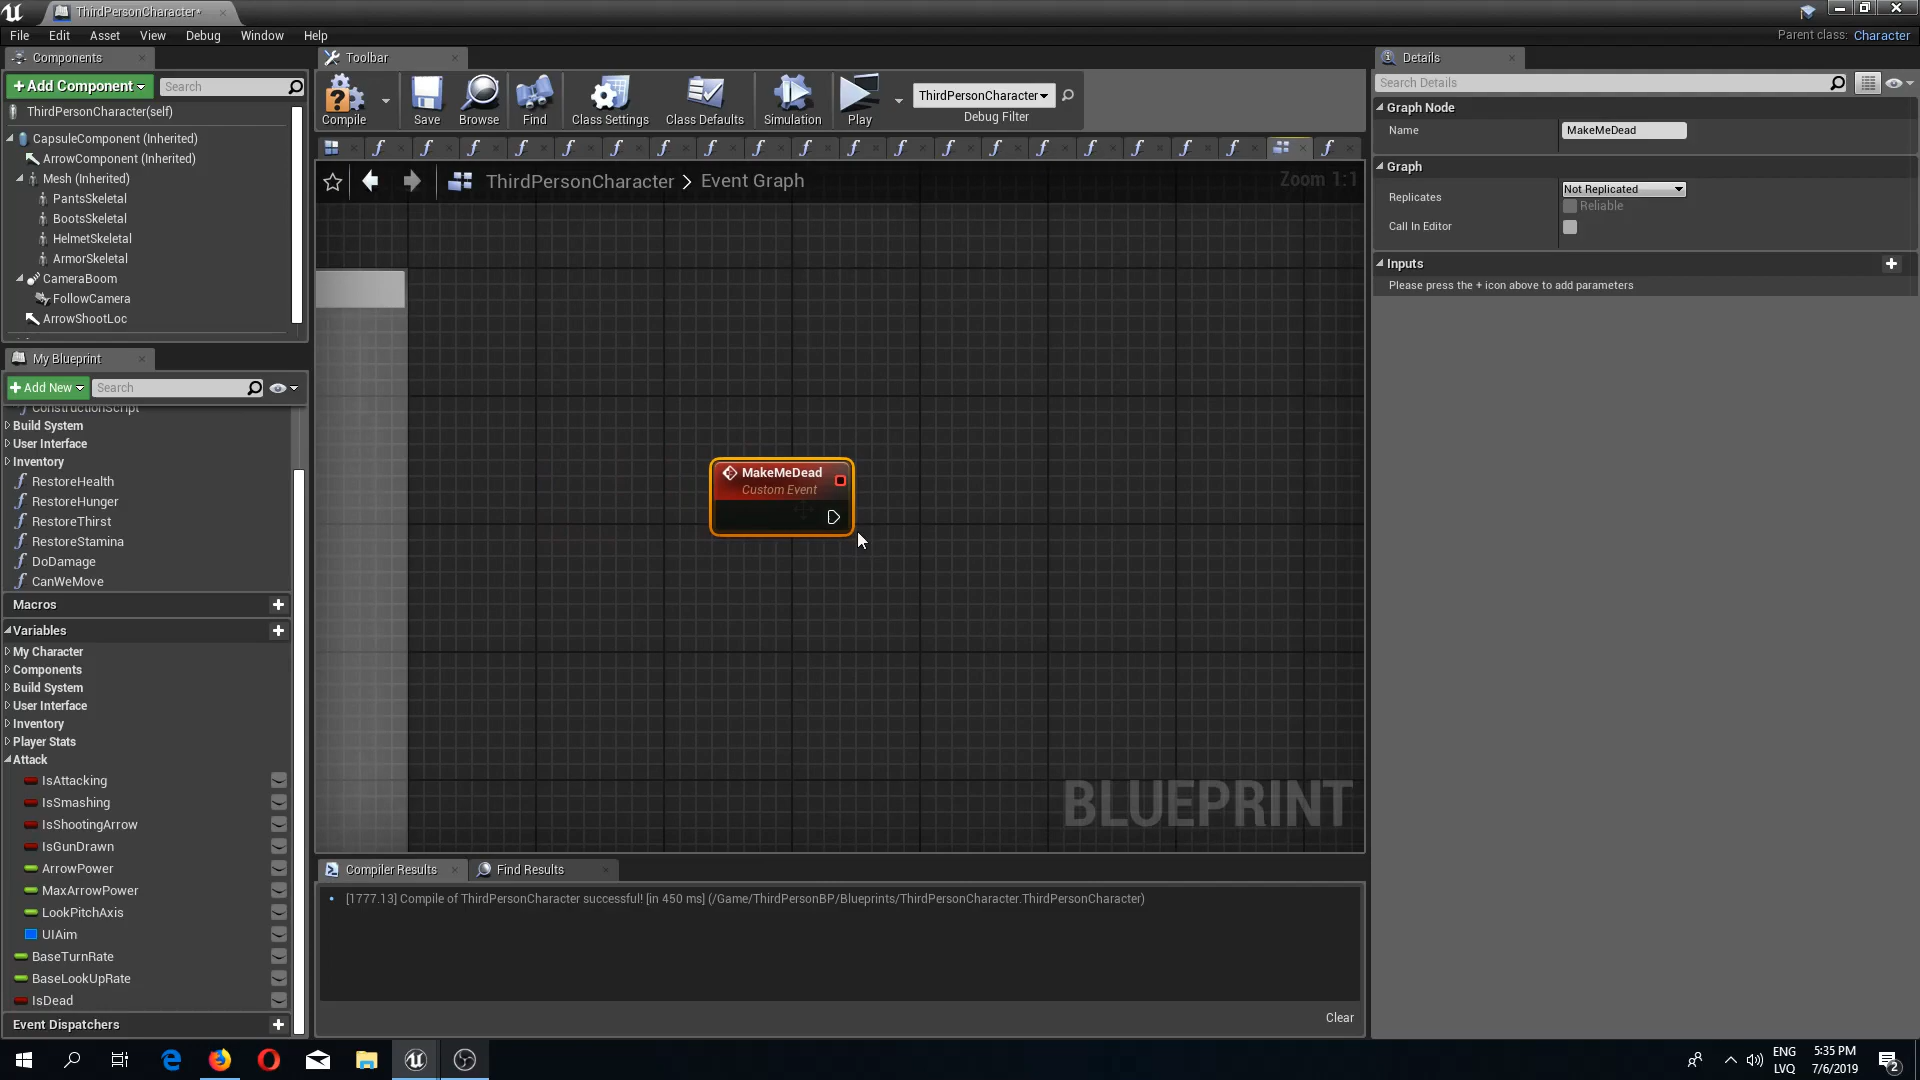 ThirdPersonCharacter*
File Edit Asset View Debug Window Help
Parent class: Character
Components
+ Add Component
Search
ThirdPersonCharacter(self)
CapsuleComponent (Inherited)
ArrowComponent (Inherited)
Mesh (Inherited)
PantsSkeletal
BootsSkeletal
HelmetSkeletal
ArmorSkeletal
CameraBoom
FollowCamera
ArrowShootLoc
My Blueprint
+ Add New
Search
ConstructionScript
Build System
User Interface
Inventory
RestoreHealth
RestoreHunger
RestoreThirst
RestoreStamina
DoDamage
CanWeMove
Macros
Variables
My Character
Components
Build System
User Interface
Inventory
Player Stats
Attack
IsAttacking
IsSmashing
IsShootingArrow
IsGunDrawn
ArrowPower
MaxArrowPower
LookPitchAxis
UIAim
BaseTurnRate
BaseLookUpRate
IsDead
Event Dispatchers
Toolbar
Compile Save Browse Find Class Settings Class Defaults Simulation Play
ThirdPersonCharacter
Debug Filter
ThirdPersonCharacter > Event Graph
Zoom 1:1
MakeMeDead
Custom Event
BLUEPRINT
Compiler Results
Find Results
[1777.13] Compile of ThirdPersonCharacter successful! [in 450 ms] (/Game/ThirdPersonBP/Blueprints/ThirdPersonCharacter.ThirdPersonCharacter)
Clear
Details
Search Details
Graph Node
Name MakeMeDead
Graph
Replicates Not Replicated
Reliable
Call In Editor
Inputs
Please press the + icon above to add parameters
ENG
LVQ
5:35 PM
7/6/2019
2